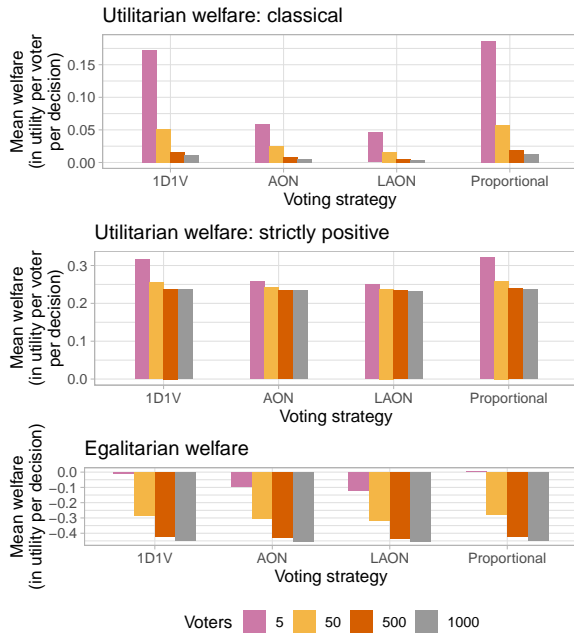 Utilitarian welfare: classical
Mean welfare
(in utility per voter
per decision)
0.15
0.10
0.05
0.00
1D1V AON LAON Proportional
Voting strategy
Utilitarian welfare: strictly positive
Mean welfare
(in utility per voter
per decision)
0.3
0.2
0.1
0.0
1D1V AON LAON Proportional
Voting strategy
Egalitarian welfare
Mean welfare
(in utility per decision)
0.0
−0.1
−0.2
−0.3
−0.4
1D1V AON LAON Proportional
Voting strategy
Voters 5 50 500 1000